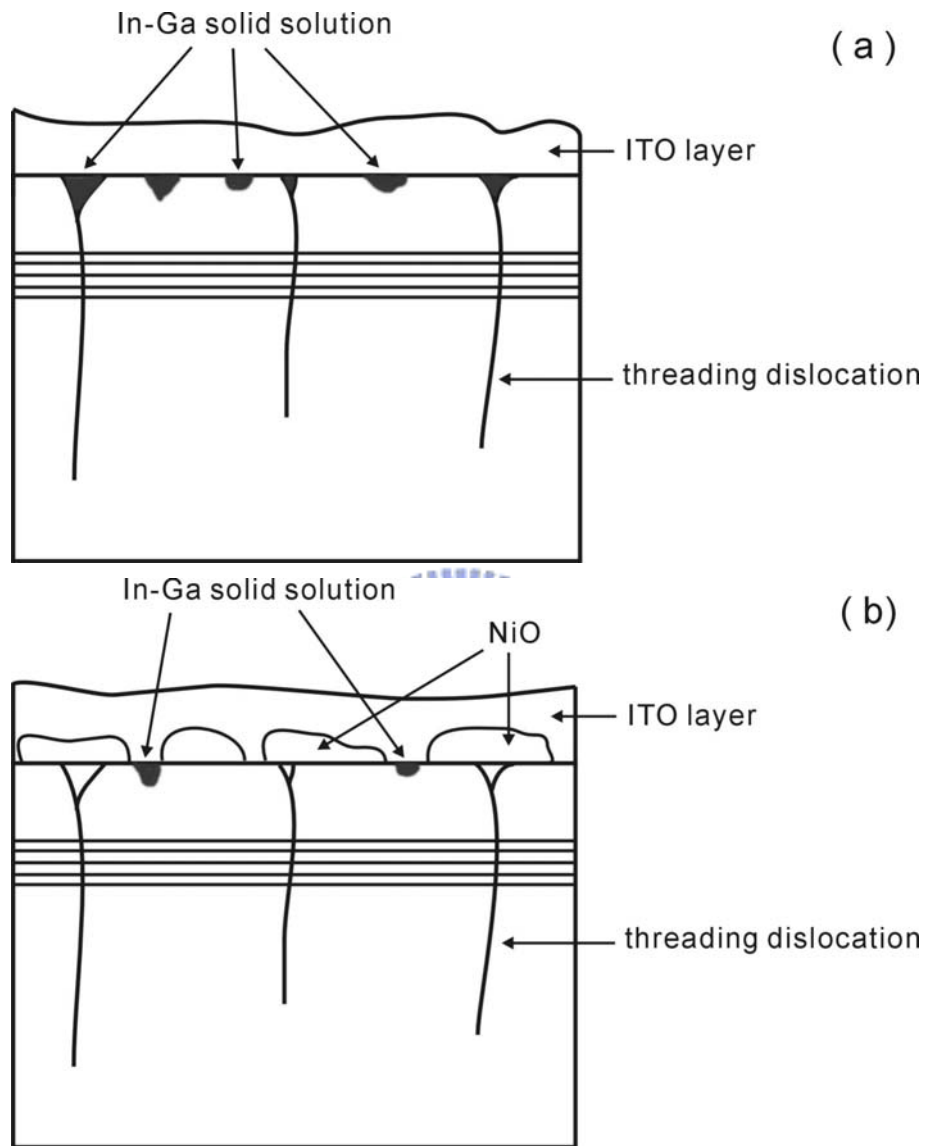 In-Ga solid solution
( a )
ITO layer
threading dislocation
In-Ga solid solution
( b)
NiO
ITO layer
threading dislocation